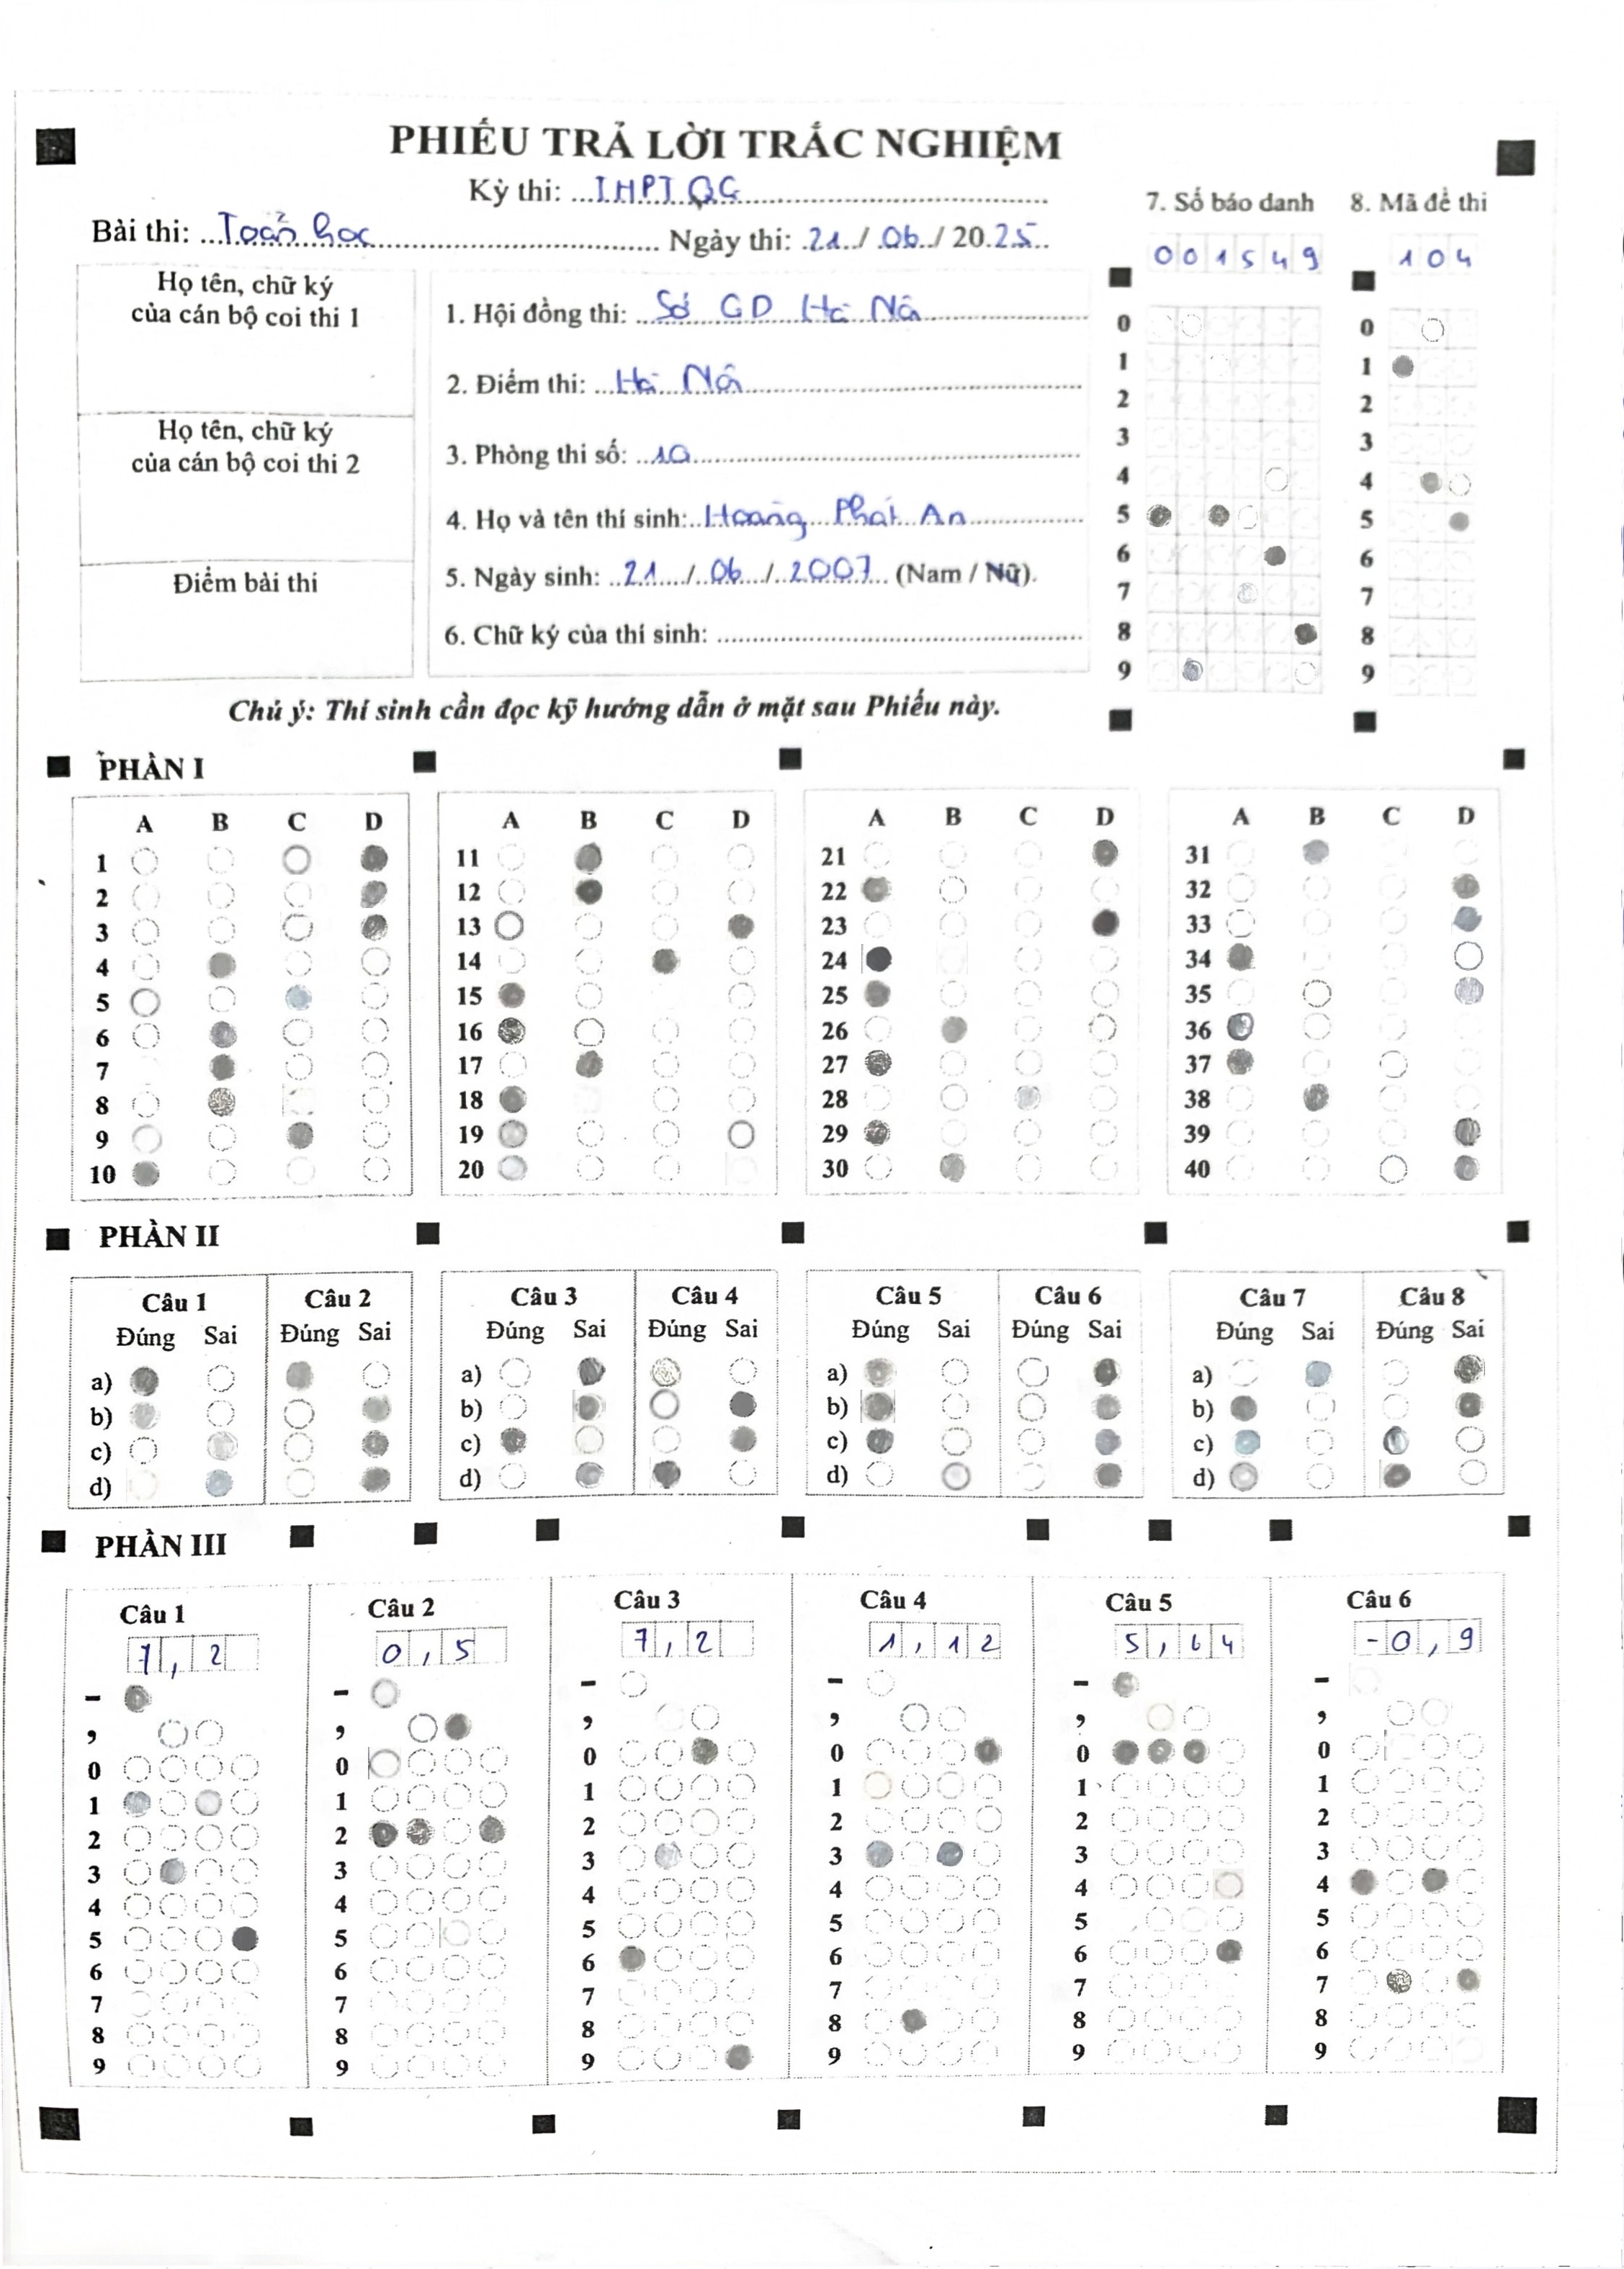 PHIẾU TRẢ LỜI TRẮC NGHIỆM
Kỳ thi: THPT QG
Bài thi: Toán học Ngày thi: 21 / 06 / 2025
7. Số báo danh 8. Mã đề thi
001549 104
Họ tên, chữ ký
của cán bộ coi thi 1
Họ tên, chữ ký
của cán bộ coi thi 2
Điểm bài thi
1. Hội đồng thi: Sở GD Hà Nội
2. Điểm thi: Hà Nội
3. Phòng thi số: 10
4. Họ và tên thí sinh: Hoàng Phát An
5. Ngày sinh: 21 / 06 / 2007 (Nam / Nữ).
6. Chữ ký của thí sinh:
0 0
1 1
2 2
3 3
4 4
5 5
6 6
7 7
8 8
9 9
Chú ý: Thí sinh cần đọc kỹ hướng dẫn ở mặt sau Phiếu này.
PHẦN I
A B C D A B C D A B C D A B C D
1 11 21 31
2 12 22 32
3 13 23 33
4 14 24 34
5 15 25 35
6 16 26 36
7 17 27 37
8 18 28 38
9 19 29 39
10 20 30 40
PHẦN II
Câu 1 Câu 2 Câu 3 Câu 4 Câu 5 Câu 6 Câu 7 Câu 8
Đúng Sai Đúng Sai Đúng Sai Đúng Sai Đúng Sai Đúng Sai Đúng Sai Đúng Sai
a) a) a) a)
b) b) b) b)
c) c) c) c)
d) d) d) d)
PHẦN III
Câu 1 Câu 2 Câu 3 Câu 4 Câu 5 Câu 6
7,2 0,5 7,2 1,12 5,64 -0,9
- - - - - -
, , , , , ,
0 0 0 0 0 0
1 1 1 1 1 1
2 2 2 2 2 2
3 3 3 3 3 3
4 4 4 4 4 4
5 5 5 5 5 5
6 6 6 6 6 6
7 7 7 7 7 7
8 8 8 8 8 8
9 9 9 9 9 9